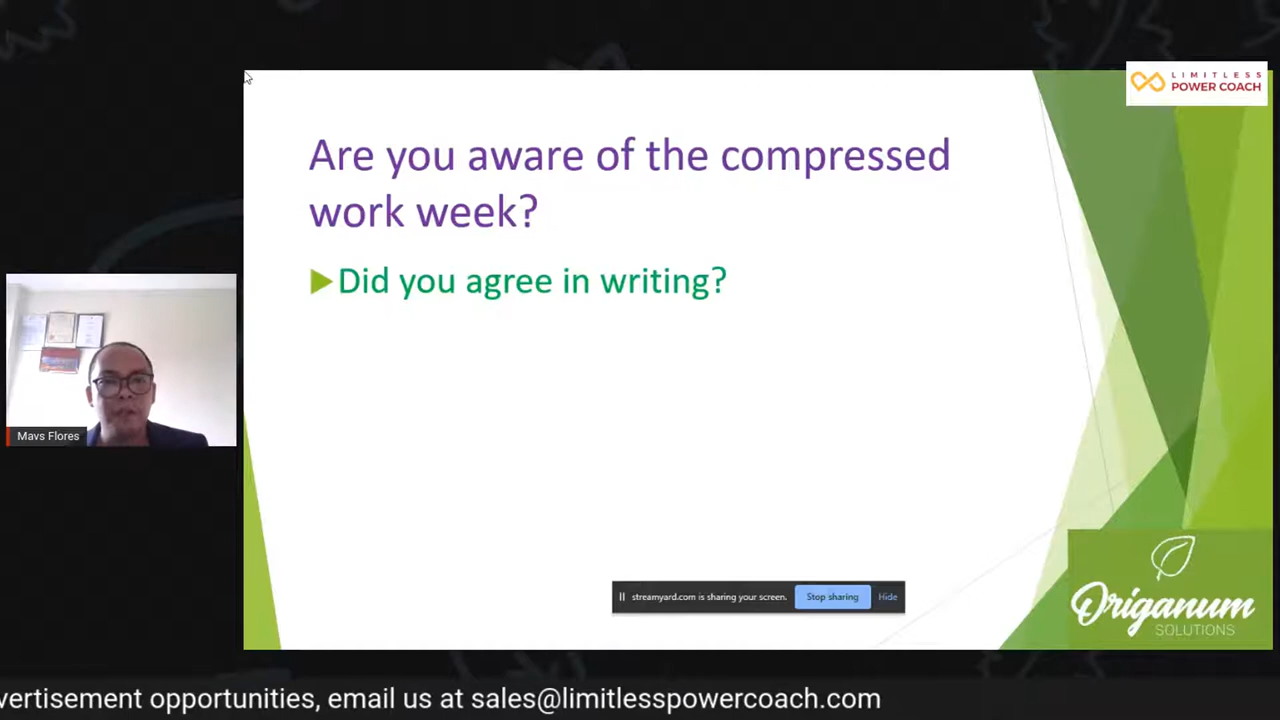 LIMITLESS
POWER COACH
Are you aware of the compressed
work week?
Did you agree in writing?
Mavs Flores
streamyard.com is sharing your screen.
Stop sharing
Hide
Origanum
SOLUTIONS
vertisement opportunities, email us at sales@limitlesspowercoach.com